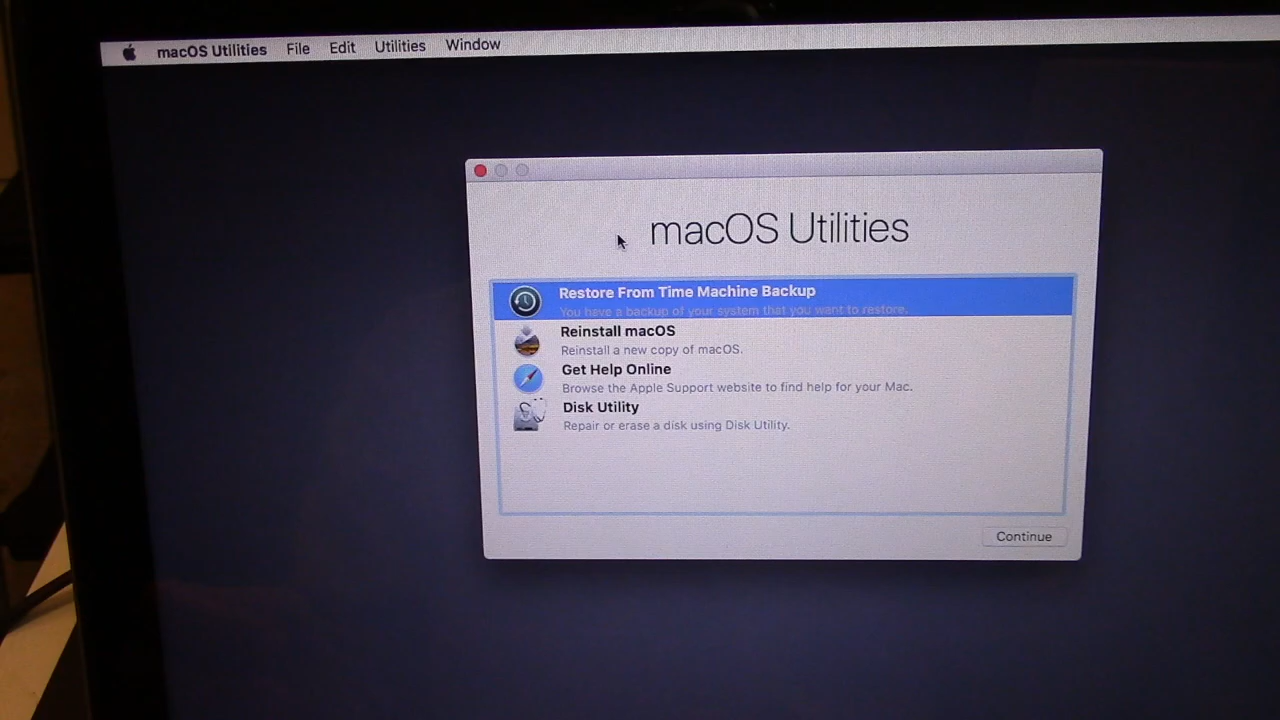 macOS Utilities File Edit Utilities Window
macOS Utilities
Restore From Time Machine Backup
You have a backup of your system that you want to restore.
Reinstall macOS
Reinstall a new copy of macOS.
Get Help Online
Browse the Apple Support website to find help for your Mac.
Disk Utility
Repair or erase a disk using Disk Utility.
Continue